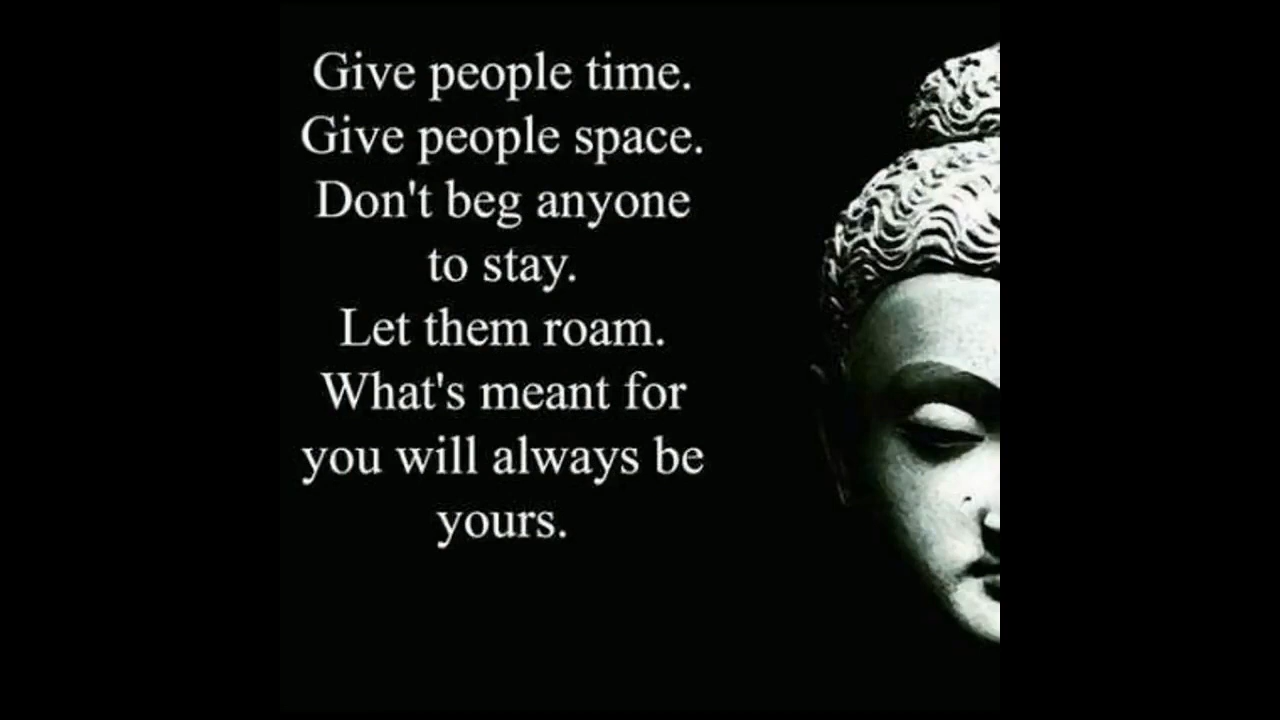 Give people time.
Give people space.
Don't beg anyone
to stay.
Let them roam.
What's meant for
you will always be
yours.